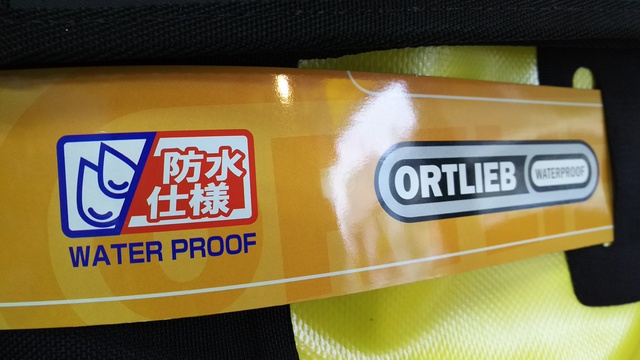 防水
仕様
WATER PROOF
ORTLIEB
WATERPROOF